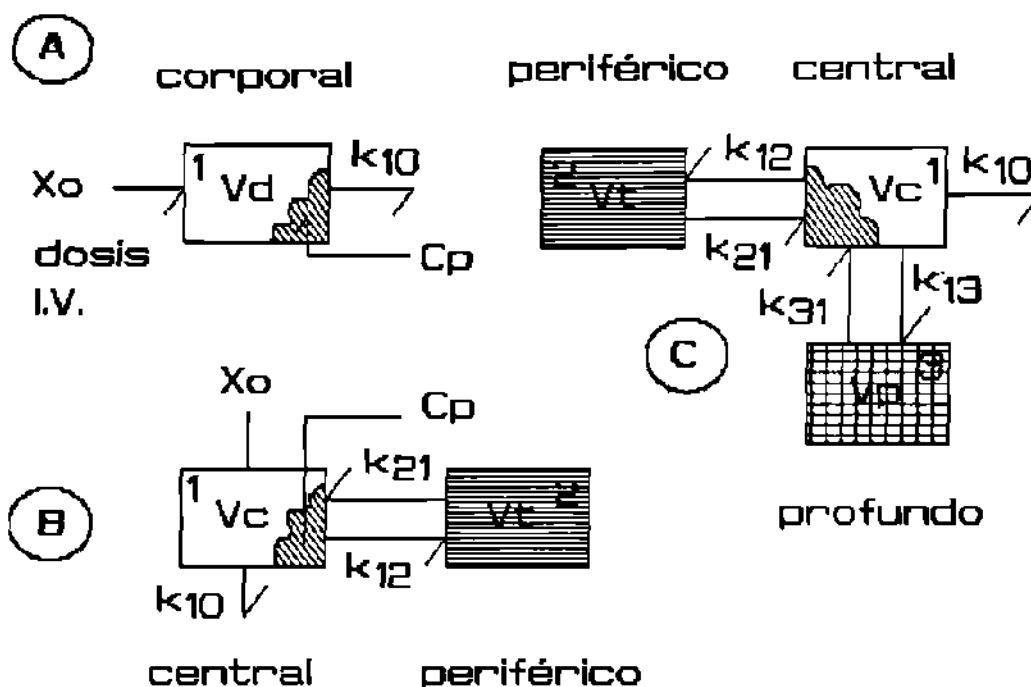 A
corporal
Xo
dosis
I.V.
1
Vd
k10
Cp
periférico
central
2
Vt
k12
k21
Vc
1
k10
k31
k13
C
3
Vp
profundo
B
Xo
Cp
1
Vc
k21
k12
k10
2
Vt
central
periférico